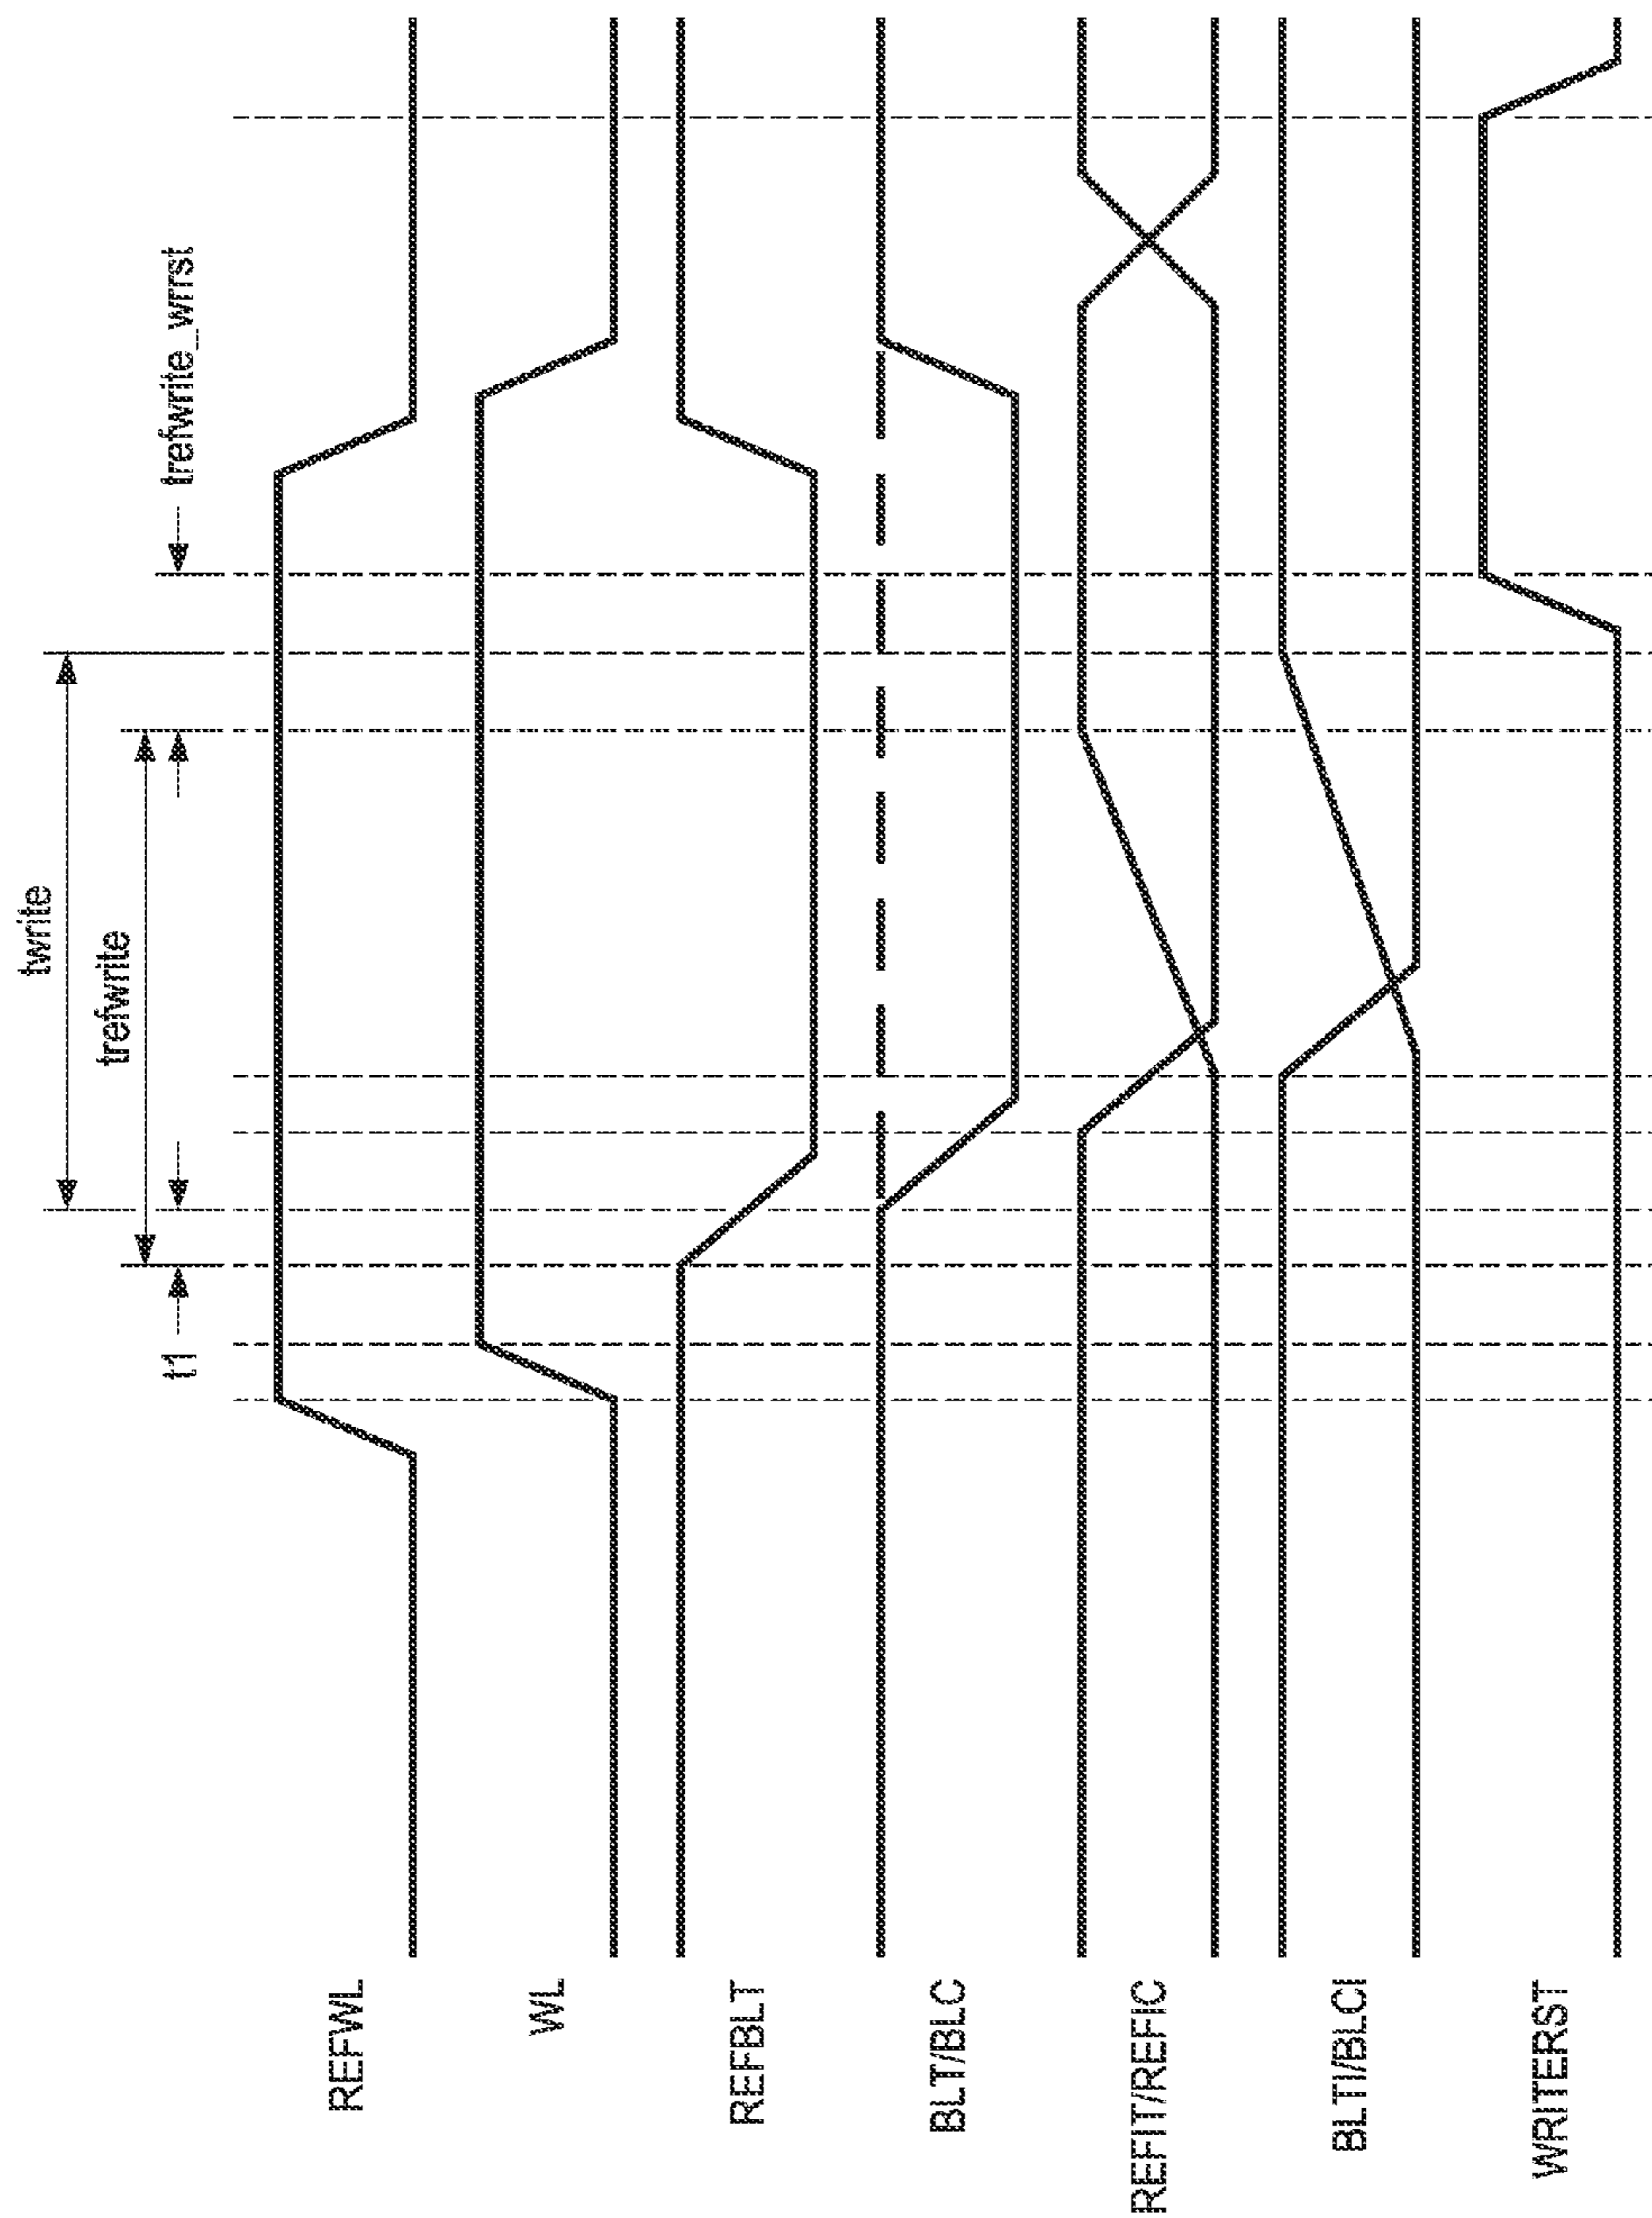 twrite
trefwrite
t1
trefwrite_wrrst
REFWL
WL
REFBLT
BLT/BLC
REFIT/REFIC
BLTI/BLCI
WRITERST